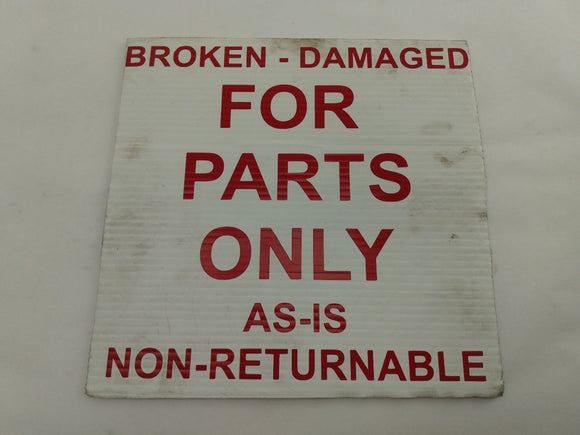 BROKEN - DAMAGED
FOR
PARTS
ONLY
AS-IS
NON-RETURNABLE